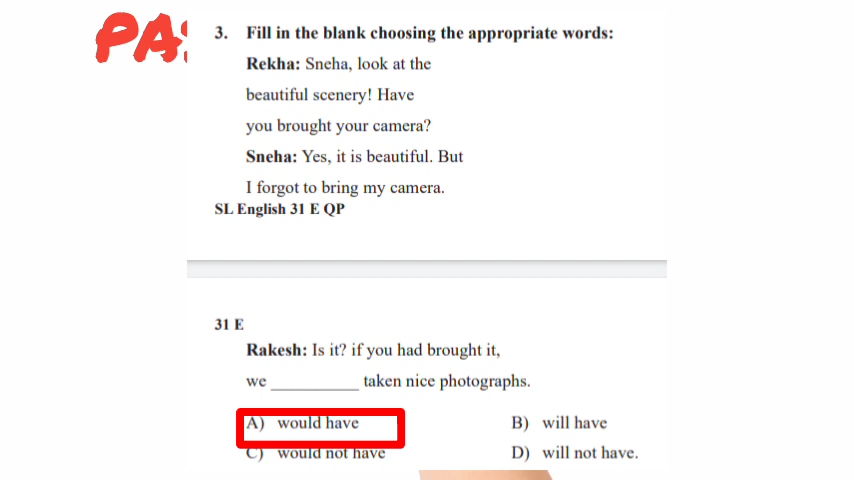 PAS
3. Fill in the blank choosing the appropriate words:
Rekha: Sneha, look at the
beautiful scenery! Have
you brought your camera?
Sneha: Yes, it is beautiful. But
I forgot to bring my camera.
SL English 31 E QP
31 E
Rakesh: Is it? if you had brought it,
we __________ taken nice photographs.
A) would have B) will have
C) would not have D) will not have.